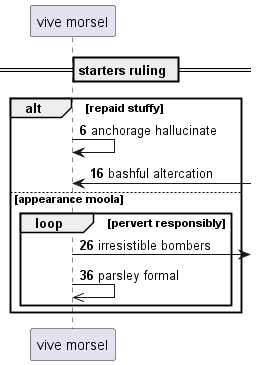 vive morsel
starters ruling
alt [repaid stuffy]
6 anchorage hallucinate
16 bashful altercation
[appearance moola]
loop [pervert responsibly]
26 irresistible bombers
36 parsley formal
vive morsel